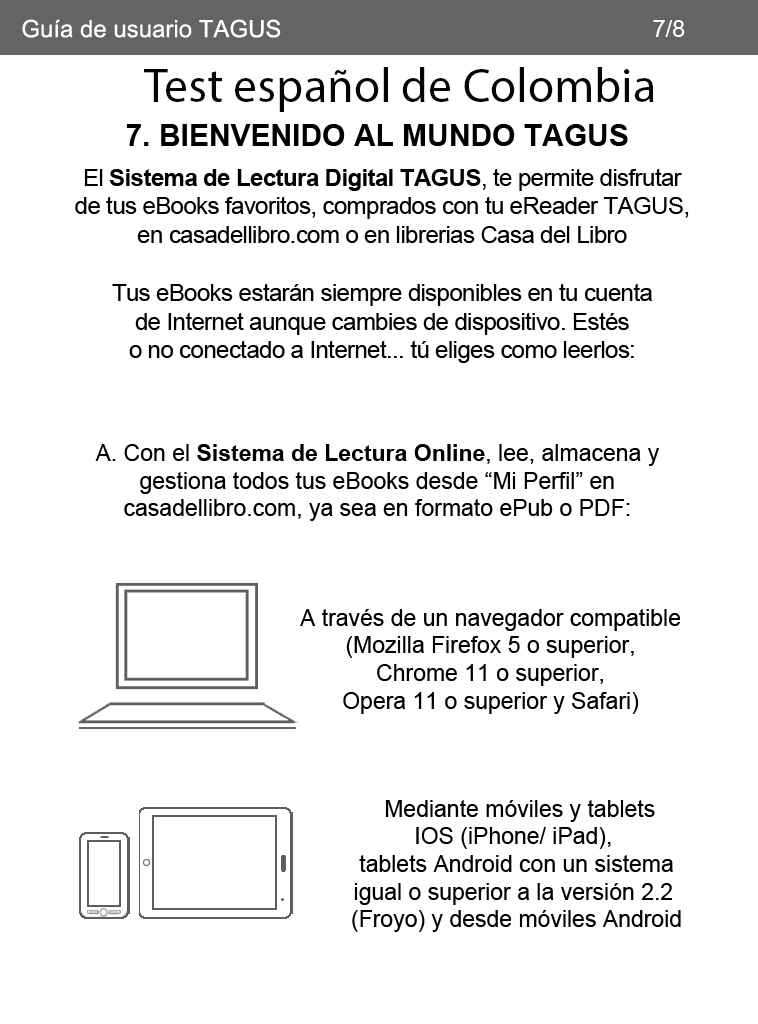 Guía de usuario TAGUS 7/8
Test español de Colombia
7. BIENVENIDO AL MUNDO TAGUS
El Sistema de Lectura Digital TAGUS, te permite disfrutar
de tus eBooks favoritos, comprados con tu eReader TAGUS,
en casadellibro.com o en librerias Casa del Libro
Tus eBooks estarán siempre disponibles en tu cuenta
de Internet aunque cambies de dispositivo. Estés
o no conectado a Internet... tú eliges como leerlos:
A. Con el Sistema de Lectura Online, lee, almacena y
gestiona todos tus eBooks desde “Mi Perfil” en
casadellibro.com, ya sea en formato ePub o PDF:
A través de un navegador compatible
(Mozilla Firefox 5 o superior,
Chrome 11 o superior,
Opera 11 o superior y Safari)
Mediante móviles y tablets
IOS (iPhone/ iPad),
tablets Android con un sistema
igual o superior a la versión 2.2
(Froyo) y desde móviles Android